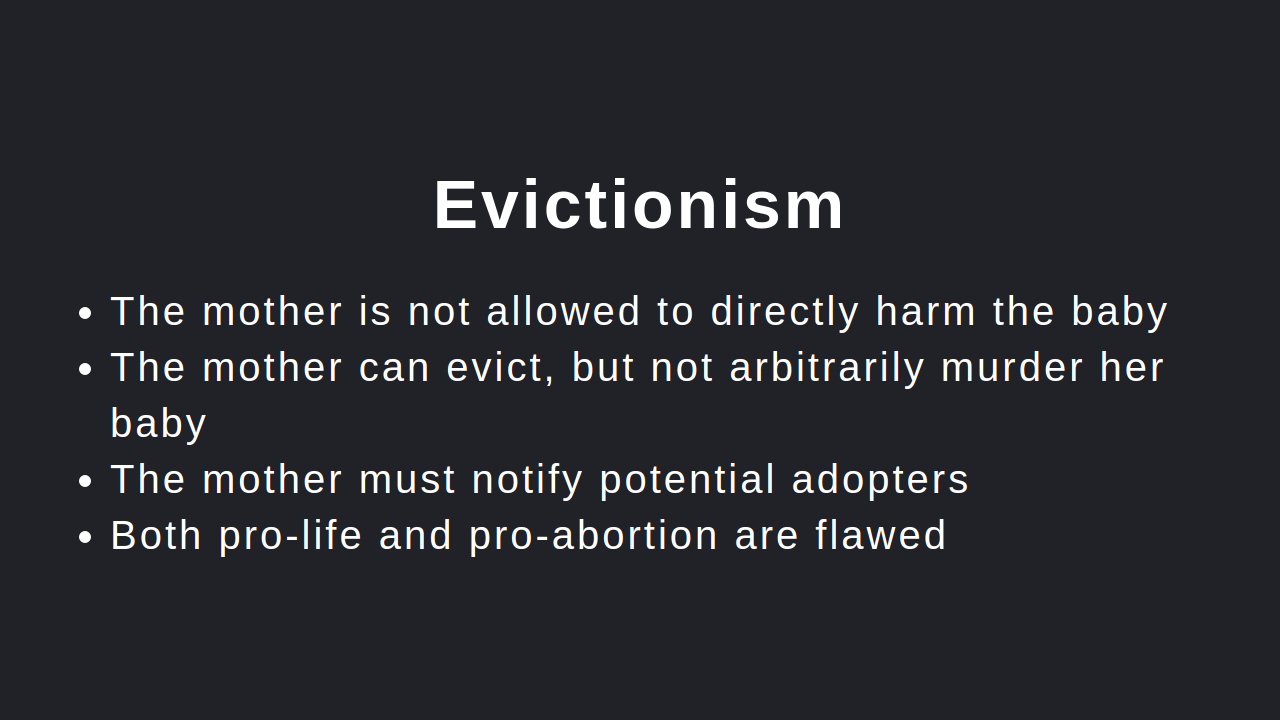 Evictionism
• The mother is not allowed to directly harm the baby
• The mother can evict, but not arbitrarily murder her
baby
• The mother must notify potential adopters
• Both pro-life and pro-abortion are flawed